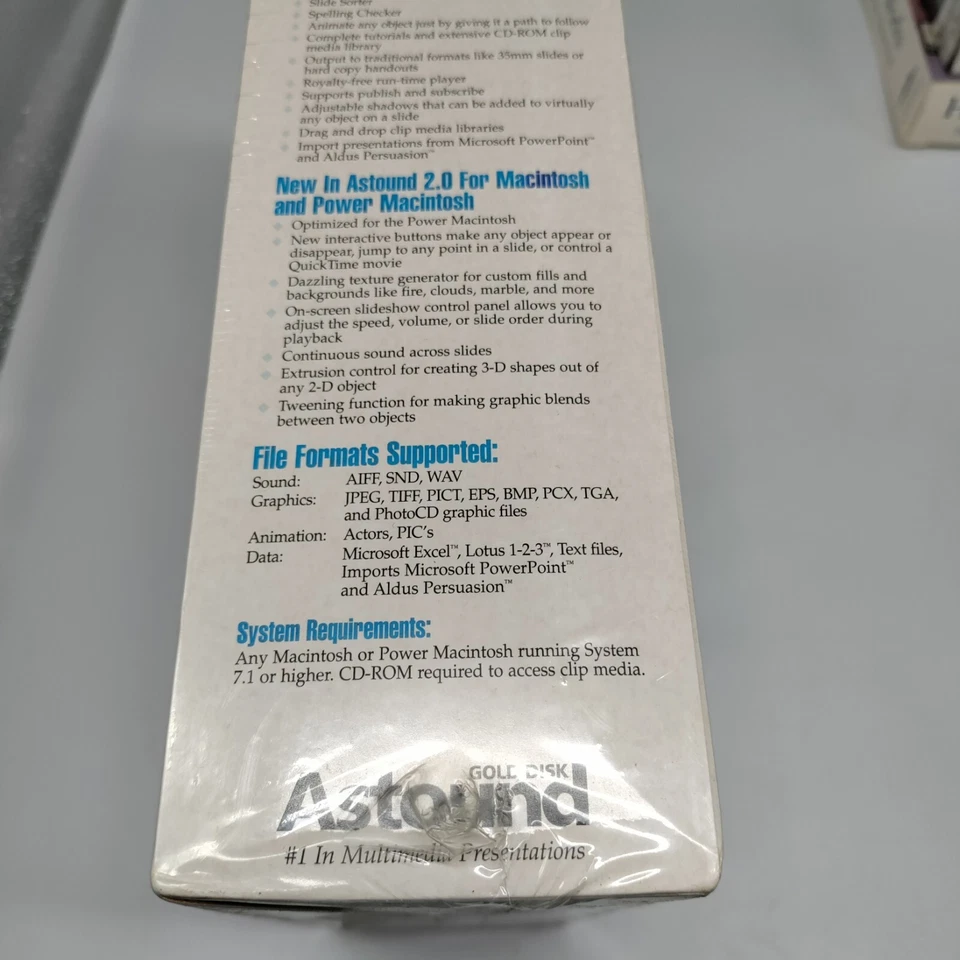 Slide Sorter
Spelling Checker
Animate any object just by giving it a path to follow
Complete tutorials and extensive CD-ROM clip
media library
Output to traditional formats like 35mm slides or
hard copy handouts
Royalty-free run-time player
Supports publish and subscribe
Adjustable shadows that can be added to virtually
any object on a slide
Drag and drop clip media libraries
Import presentations from Microsoft PowerPoint™
and Aldus Persuasion™
New In Astound 2.0 For Macintosh
and Power Macintosh
Optimized for the Power Macintosh
New interactive buttons make any object appear or
disappear, jump to any point in a slide, or control a
QuickTime movie
Dazzling texture generator for custom fills and
backgrounds like fire, clouds, marble, and more
On-screen slideshow control panel allows you to
adjust the speed, volume, or slide order during
playback
Continuous sound across slides
Extrusion control for creating 3-D shapes out of
any 2-D object
Tweening function for making graphic blends
between two objects
File Formats Supported:
Sound: AIFF, SND, WAV
Graphics: JPEG, TIFF, PICT, EPS, BMP, PCX, TGA,
and PhotoCD graphic files
Animation: Actors, PIC's
Data: Microsoft Excel™, Lotus 1-2-3™, Text files,
Imports Microsoft PowerPoint™
and Aldus Persuasion™
System Requirements:
Any Macintosh or Power Macintosh running System
7.1 or higher. CD-ROM required to access clip media.
GOLD DISK
Astound
#1 In Multimedia Presentations